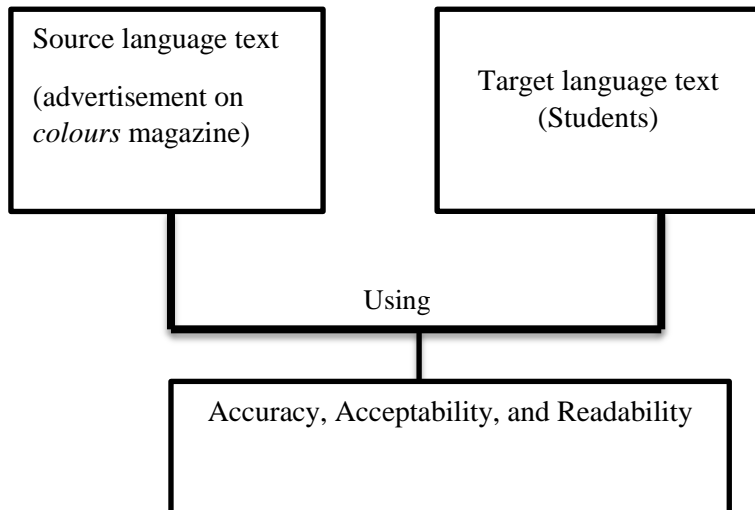 Source language text
(advertisement on
colours magazine)
Target language text
(Students)
Using
Accuracy, Acceptability, and Readability